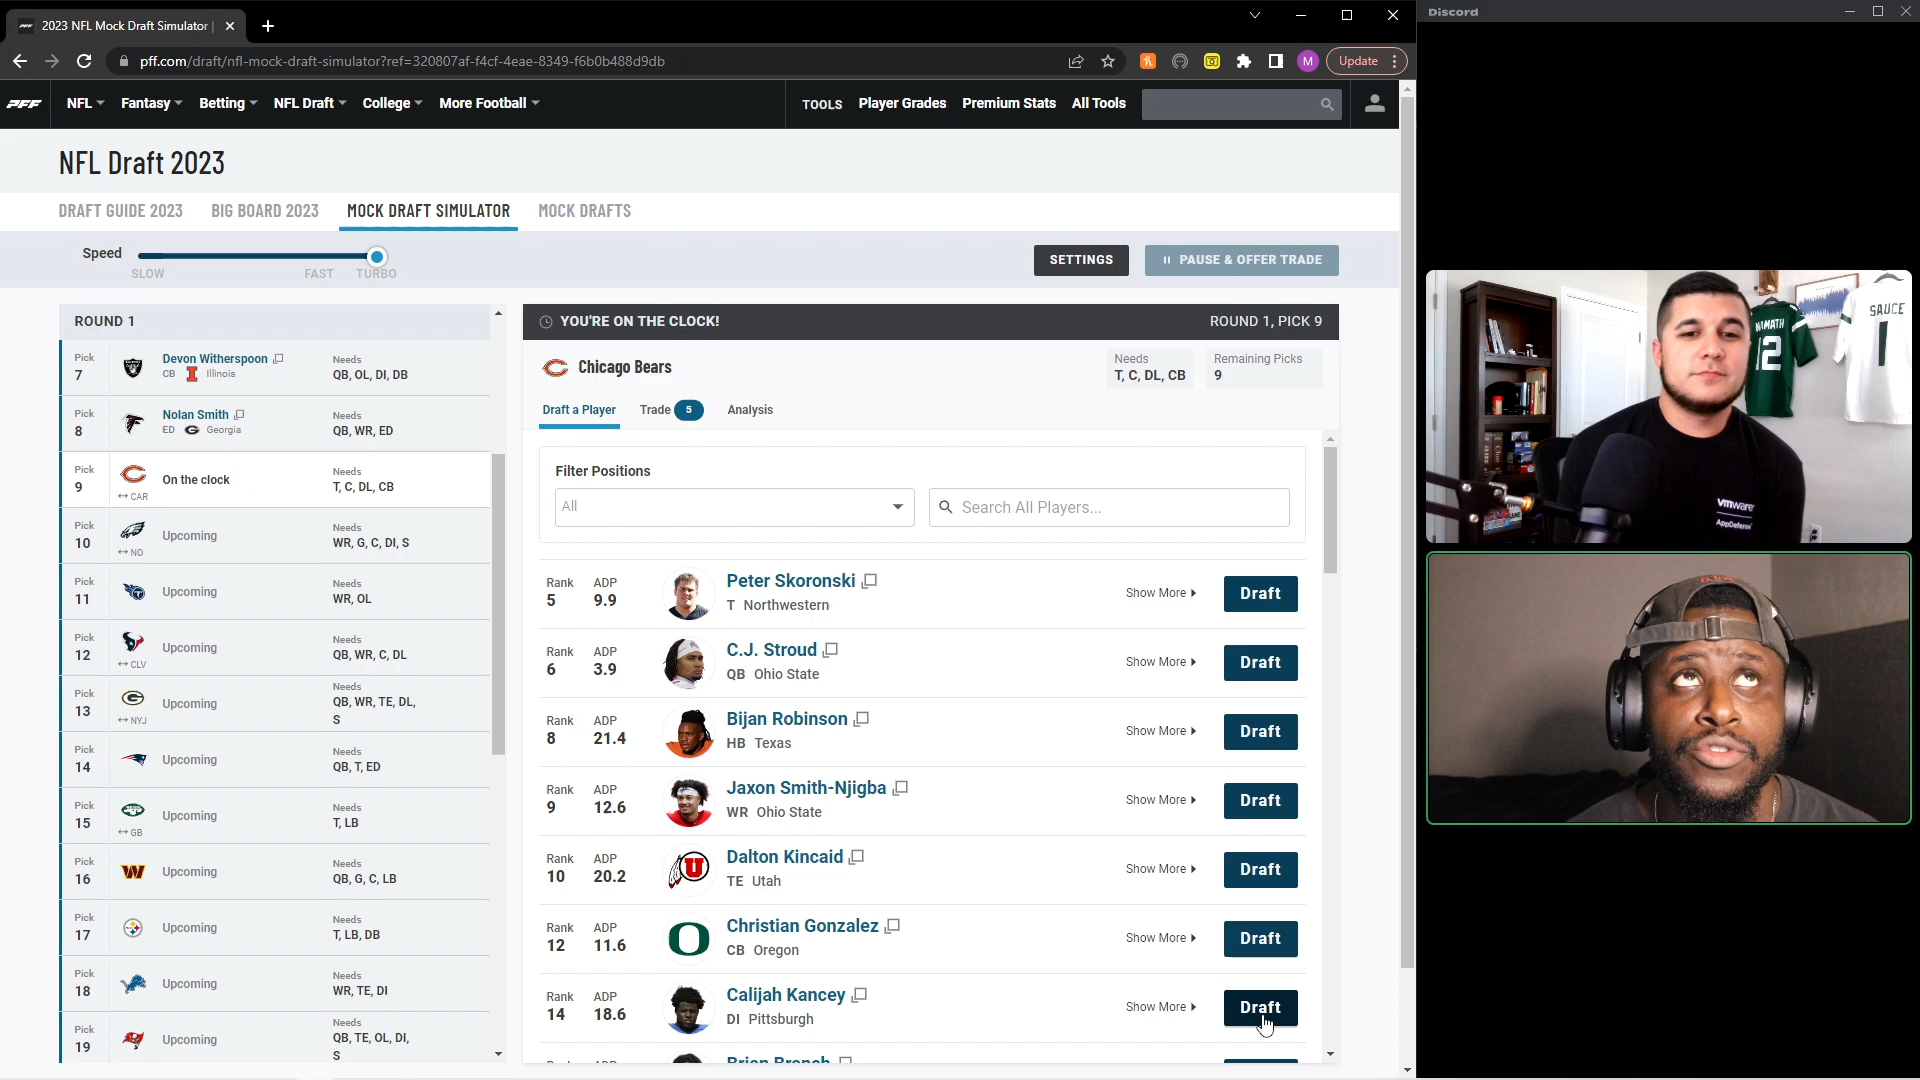 2023 NFL Mock Draft Simulator |
pff.com/draft/nfl-mock-draft-simulator?ref=320807af-f4cf-4eae-8349-f6b0b488d9db
M
Update
Discord
PFF
NFL
Fantasy
Betting
NFL Draft
College
More Football
TOOLS
Player Grades
Premium Stats
All Tools
NFL Draft 2023
DRAFT GUIDE 2023
BIG BOARD 2023
MOCK DRAFT SIMULATOR
MOCK DRAFTS
Speed
SLOW
FAST
TURBO
SETTINGS
PAUSE & OFFER TRADE
ROUND 1
Pick
7
Devon Witherspoon
CB I Illinois
Needs
QB, OL, DI, DB
Pick
8
Nolan Smith
ED G Georgia
Needs
QB, WR, ED
Pick
9
↔ CAR
On the clock
Needs
T, C, DL, CB
Pick
10
↔ NO
Upcoming
Needs
WR, G, C, DI, S
Pick
11
Upcoming
Needs
WR, OL
Pick
12
↔ CLV
Upcoming
Needs
QB, WR, C, DL
Pick
13
↔ NYJ
Upcoming
Needs
QB, WR, TE, DL,
S
Pick
14
Upcoming
Needs
QB, T, ED
Pick
15
↔ GB
Upcoming
Needs
T, LB
Pick
16
Upcoming
Needs
QB, G, C, LB
Pick
17
Upcoming
Needs
T, LB, DB
Pick
18
Upcoming
Needs
WR, TE, DI
Pick
19
Upcoming
Needs
QB, TE, OL, DI,
S
YOU'RE ON THE CLOCK!
ROUND 1, PICK 9
Chicago Bears
Needs
T, C, DL, CB
Remaining Picks
9
Draft a Player
Trade 5
Analysis
Filter Positions
All
Search All Players...
Rank
5
ADP
9.9
Peter Skoronski
T Northwestern
Show More
Draft
Rank
6
ADP
3.9
C.J. Stroud
QB Ohio State
Show More
Draft
Rank
8
ADP
21.4
Bijan Robinson
HB Texas
Show More
Draft
Rank
9
ADP
12.6
Jaxon Smith-Njigba
WR Ohio State
Show More
Draft
Rank
10
ADP
20.2
U
Dalton Kincaid
TE Utah
Show More
Draft
Rank
12
ADP
11.6
O
Christian Gonzalez
CB Oregon
Show More
Draft
Rank
14
ADP
18.6
Calijah Kancey
DI Pittsburgh
Show More
Draft
Brian Branch
NAMATH
12
SAUCE
1
vmware
AppDefense